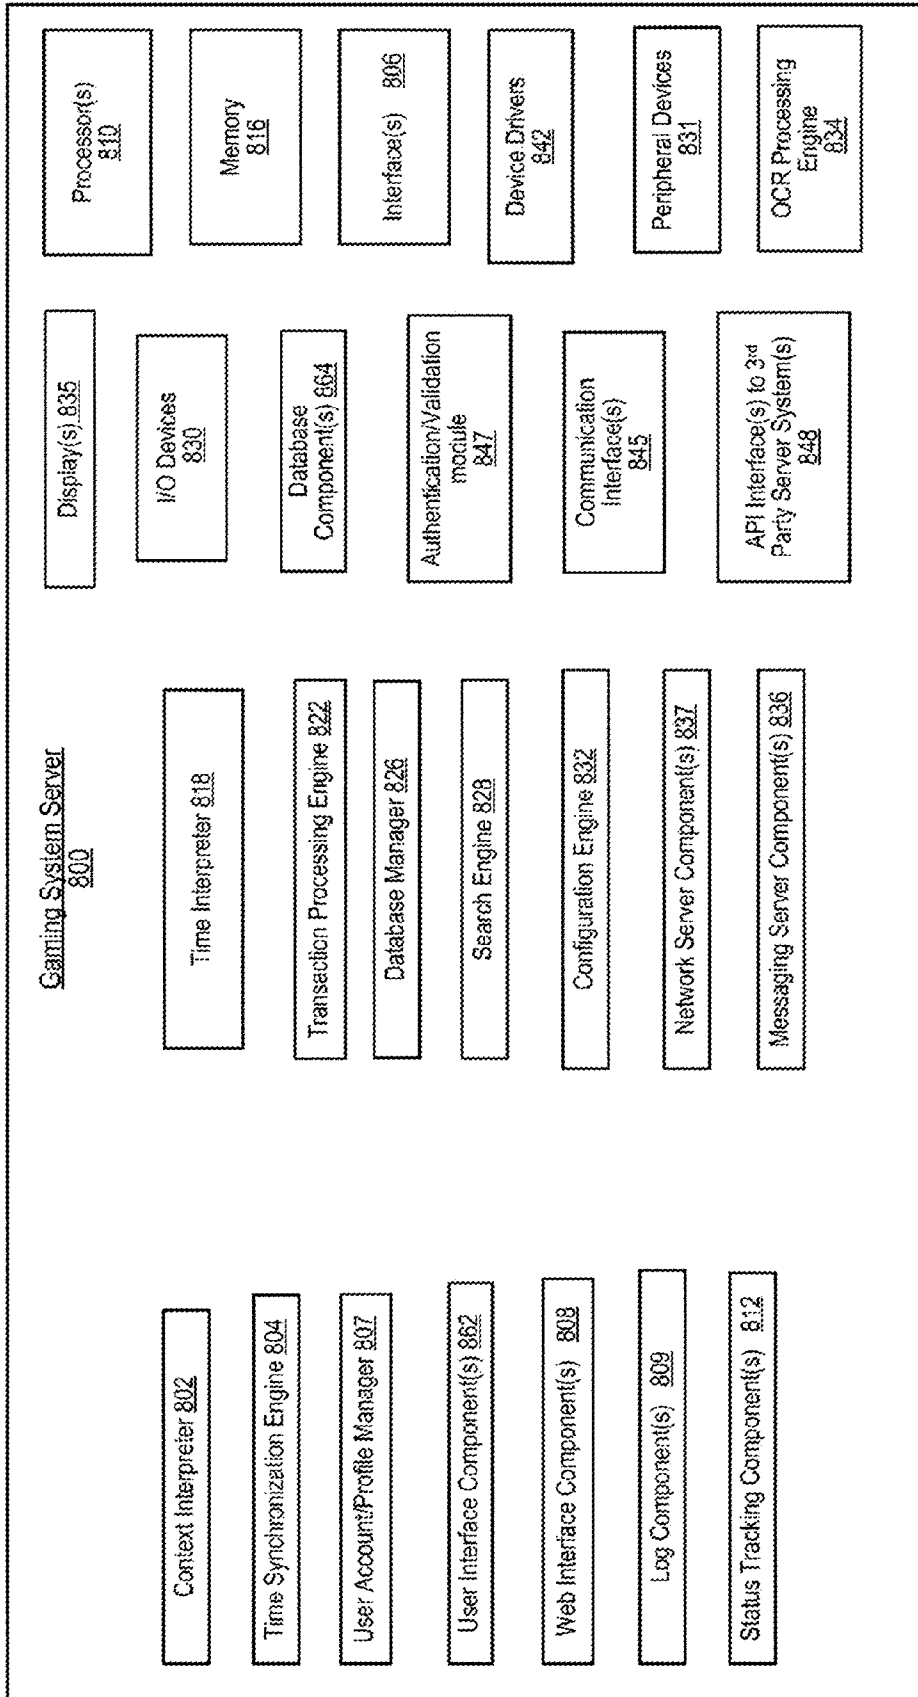 Gaming System Server
800
Context Interpreter 802
Time Synchronization Engine 804
User Account/Profile Manager 807
User Interface Component(s) 862
Web Interface Component(s) 808
Log Component(s) 809
Status Tracking Component(s) 812
Time Interpreter 818
Transaction Processing Engine 822
Database Manager 826
Search Engine 828
Configuration Engine 832
Network Server Component(s) 837
Messaging Server Component(s) 836
Display(s) 835
I/O Devices
830
Database
Component(s) 864
Authentication/Validation
module
847
Communication
Interface(s)
845
API Interface(s) to 3rd
Party Server System(s)
848
Processor(s)
810
Memory
816
Interface(s) 806
Device Drivers
842
Peripheral Devices
831
OCR Processing
Engine
834